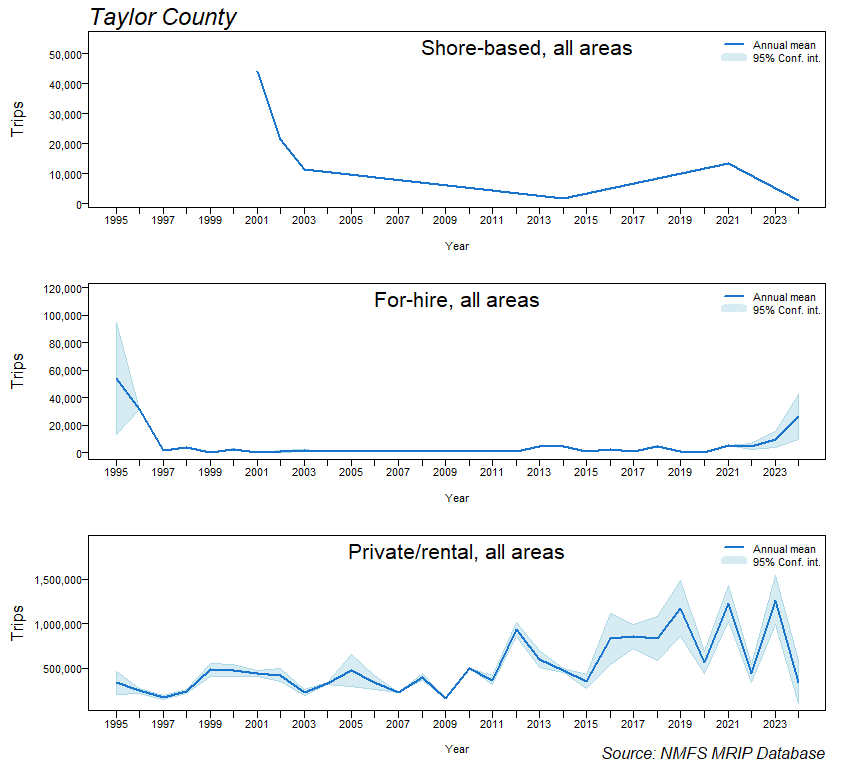 Taylor County
Shore-based, all areas
Annual mean
95% Conf. int.
Trips
50,000
40,000
30,000
20,000
10,000
0
1995 1997 1999 2001 2003 2005 2007 2009 2011 2013 2015 2017 2019 2021 2023
Year
For-hire, all areas
Annual mean
95% Conf. int.
Trips
120,000
100,000
80,000
60,000
40,000
20,000
0
1995 1997 1999 2001 2003 2005 2007 2009 2011 2013 2015 2017 2019 2021 2023
Year
Private/rental, all areas
Annual mean
95% Conf. int.
Trips
1,500,000
1,000,000
500,000
1995 1997 1999 2001 2003 2005 2007 2009 2011 2013 2015 2017 2019 2021 2023
Year
Source: NMFS MRIP Database